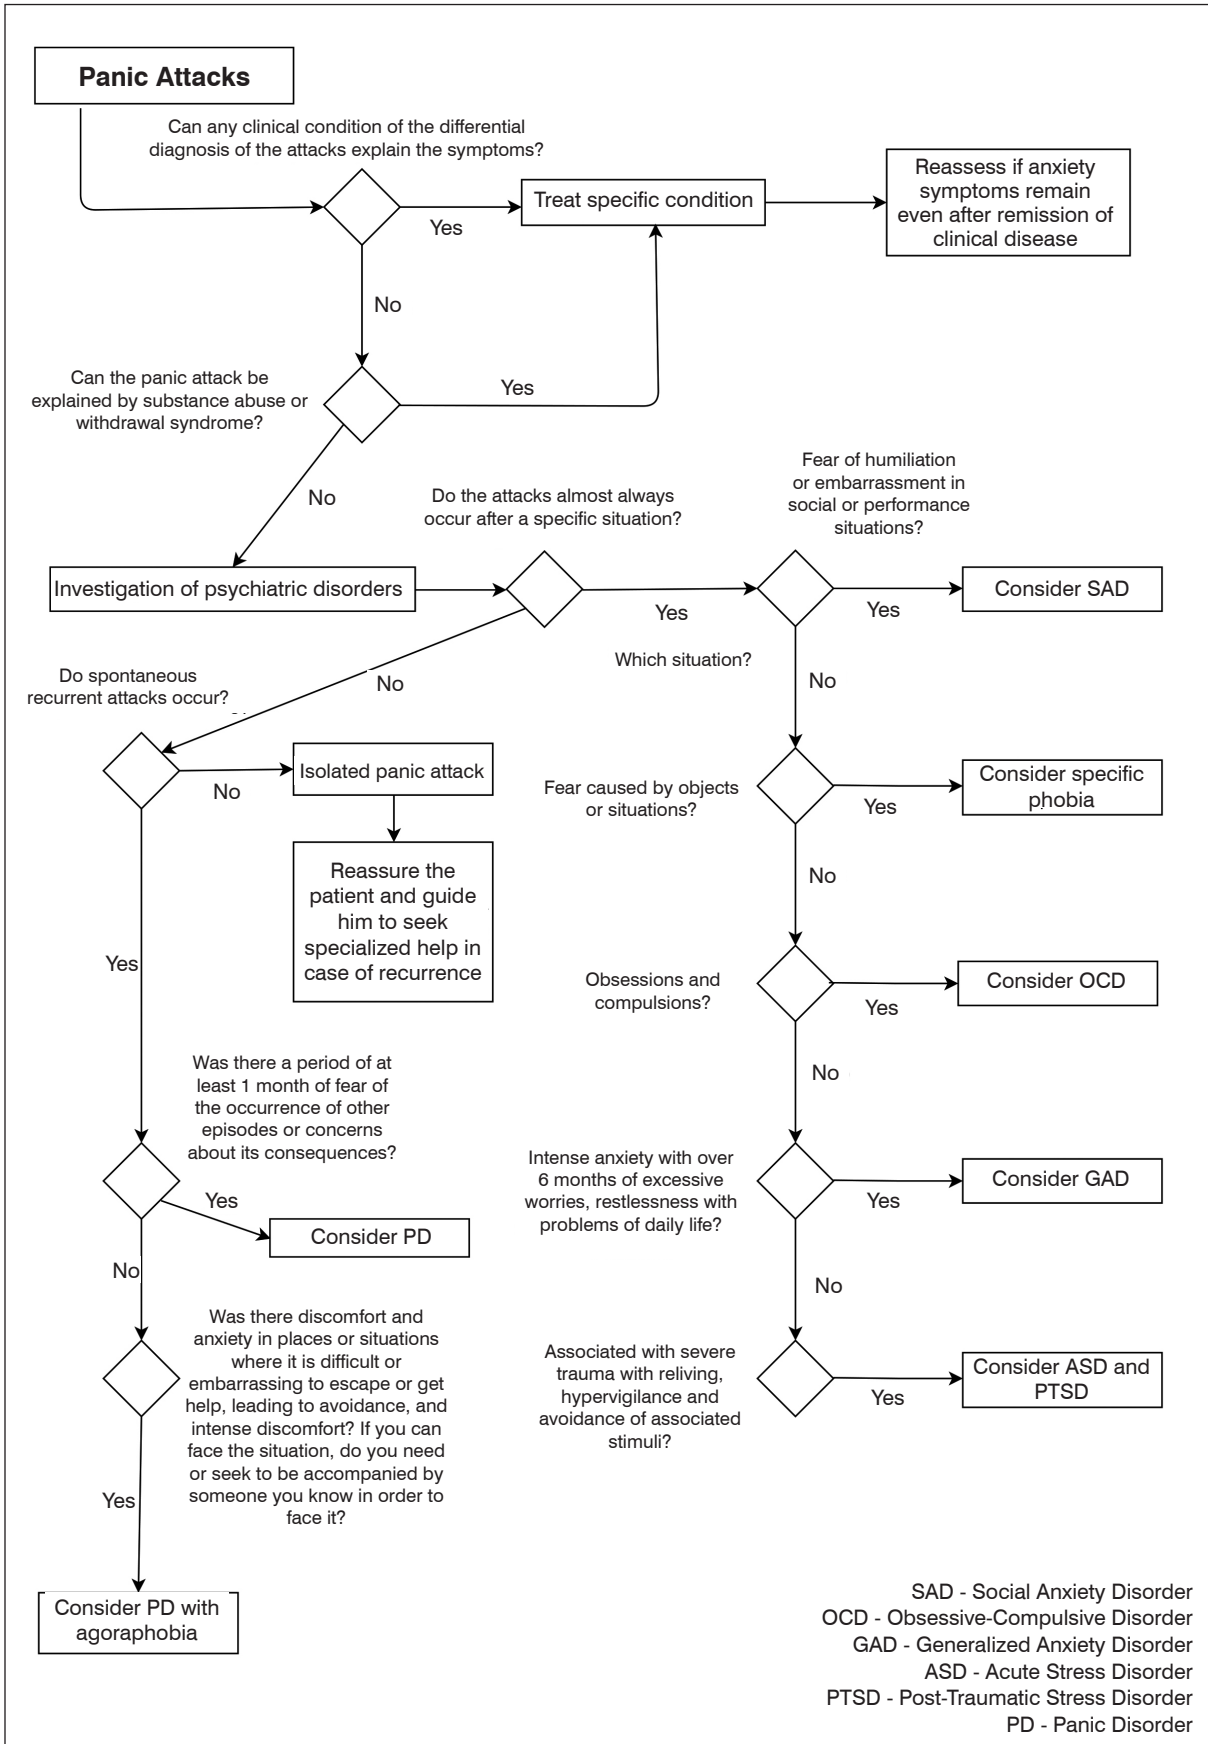 Panic Attacks
Can any clinical condition of the differential
diagnosis of the attacks explain the symptoms?
Yes
Treat specific condition
Reassess if anxiety
symptoms remain
even after remission of
clinical disease
No
Can the panic attack be
explained by substance abuse or
withdrawal syndrome?
Yes
No
Investigation of psychiatric disorders
Do the attacks almost always
occur after a specific situation?
Yes
Which situation?
Fear of humiliation
or embarrassment in
social or performance
situations?
Yes
Consider SAD
No
Fear caused by objects
or situations?
Yes
Consider specific
phobia
No
Obsessions and
compulsions?
Yes
Consider OCD
No
Intense anxiety with over
6 months of excessive
worries, restlessness with
problems of daily life?
Yes
Consider GAD
No
Associated with severe
trauma with reliving,
hypervigilance and
avoidance of associated
stimuli?
Yes
Consider ASD and
PTSD
No
Do spontaneous
recurrent attacks occur?
No
Isolated panic attack
Reassure the
patient and guide
him to seek
specialized help in
case of recurrence
Yes
Was there a period of at
least 1 month of fear of
the occurrence of other
episodes or concerns
about its consequences?
Yes
Consider PD
No
Was there discomfort and
anxiety in places or situations
where it is difficult or
embarrassing to escape or get
help, leading to avoidance, and
intense discomfort? If you can
face the situation, do you need
or seek to be accompanied by
someone you know in order to
face it?
Yes
Consider PD with
agoraphobia
SAD - Social Anxiety Disorder
OCD - Obsessive-Compulsive Disorder
GAD - Generalized Anxiety Disorder
ASD - Acute Stress Disorder
PTSD - Post-Traumatic Stress Disorder
PD - Panic Disorder